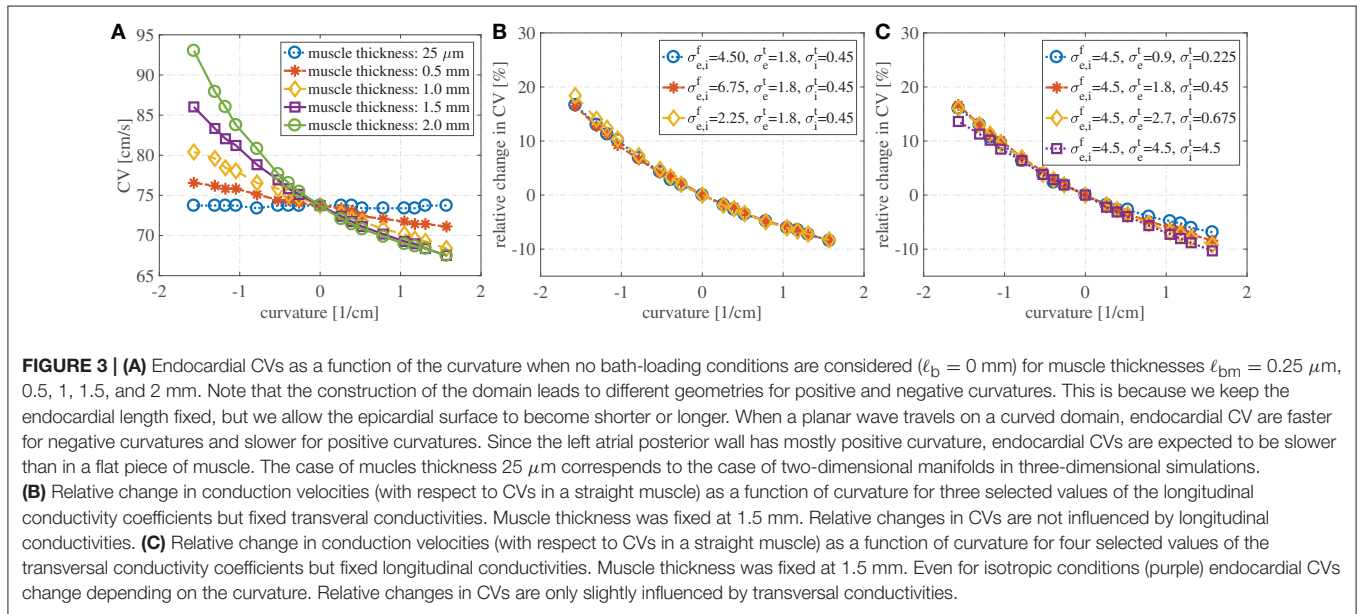 A
B
C
95
90
85
80
75
70
65
CV [cm/s]
-2
-1
0
1
2
curvature [1/cm]
muscle thickness: 25 μm
muscle thickness: 0.5 mm
muscle thickness: 1.0 mm
muscle thickness: 1.5 mm
muscle thickness: 2.0 mm
30
20
10
0
-10
relative change in CV [%]
-2
-1
0
1
2
curvature [1/cm]
σ^f_{e,i}=4.50, σ^t_e=1.8, σ^t_i=0.45
σ^f_{e,i}=6.75, σ^t_e=1.8, σ^t_i=0.45
σ^f_{e,i}=2.25, σ^t_e=1.8, σ^t_i=0.45
30
20
10
0
-10
relative change in CV [%]
-2
-1
0
1
2
curvature [1/cm]
σ^f_{e,i}=4.5, σ^t_e=0.9, σ^t_i=0.225
σ^f_{e,i}=4.5, σ^t_e=1.8, σ^t_i=0.45
σ^f_{e,i}=4.5, σ^t_e=2.7, σ^t_i=0.675
σ^f_{e,i}=4.5, σ^t_e=4.5, σ^t_i=4.5
FIGURE 3 | (A) Endocardial CVs as a function of the curvature when no bath-loading conditions are considered (ℓ_b = 0 mm) for muscle thicknesses ℓ_bm = 0.25 μm,
0.5, 1, 1.5, and 2 mm. Note that the construction of the domain leads to different geometries for positive and negative curvatures. This is because we keep the
endocardial length fixed, but we allow the epicardial surface to become shorter or longer. When a planar wave travels on a curved domain, endocardial CV are faster
for negative curvatures and slower for positive curvatures. Since the left atrial posterior wall has mostly positive curvature, endocardial CVs are expected to be slower
than in a flat piece of muscle. The case of mucles thickness 25 μm corresponds to the case of two-dimensional manifolds in three-dimensional simulations.
(B) Relative change in conduction velocities (with respect to CVs in a straight muscle) as a function of curvature for three selected values of the longitudinal
conductivity coefficients but fixed transveral conductivities. Muscle thickness was fixed at 1.5 mm. Relative changes in CVs are not influenced by longitudinal
conductivities. (C) Relative change in conduction velocities (with respect to CVs in a straight muscle) as a function of curvature for four selected values of the
transversal conductivity coefficients but fixed longitudinal conductivities. Muscle thickness was fixed at 1.5 mm. Even for isotropic conditions (purple) endocardial CVs
change depending on the curvature. Relative changes in CVs are only slightly influenced by transversal conductivities.